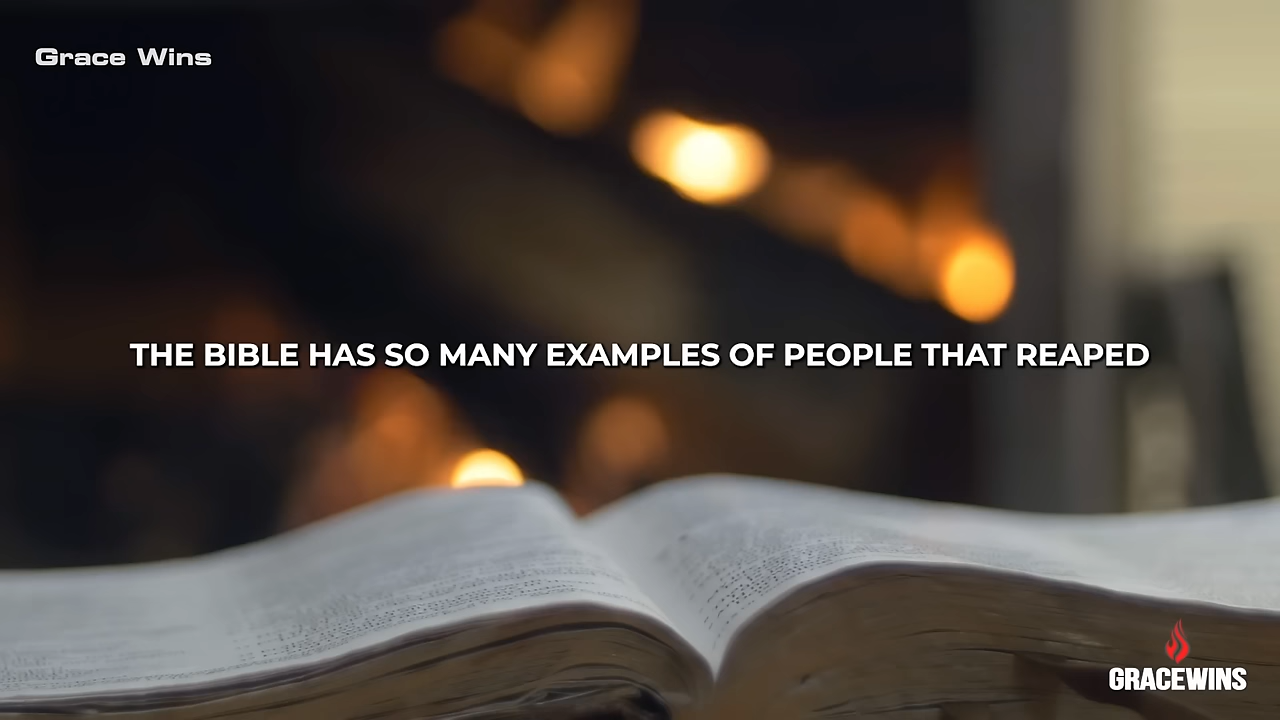 Grace Wins
THE BIBLE HAS SO MANY EXAMPLES OF PEOPLE THAT REAPED
GRACEWINS